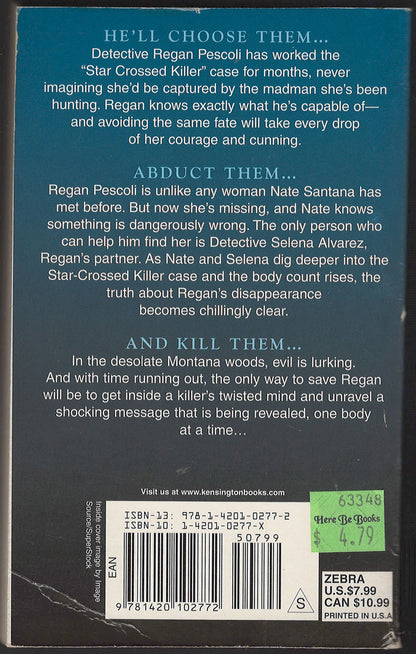 HE'LL CHOOSE THEM...
Detective Regan Pescoli has worked the
"Star Crossed Killer" case for months, never
imagining she'd be captured by the madman she's been
hunting. Regan knows exactly what he's capable of—
and avoiding the same fate will take every drop
of her courage and cunning.
ABDUCT THEM...
Regan Pescoli is unlike any woman Nate Santana has
met before. But now she's missing, and Nate knows
something is dangerously wrong. The only person who
can help him find her is Detective Selena Alvarez,
Regan's partner. As Nate and Selena dig deeper into the
Star-Crossed Killer case and the body count rises, the
truth about Regan's disappearance
becomes chillingly clear.
AND KILL THEM...
In the desolate Montana woods, evil is lurking.
And with time running out, the only way to save Regan
will be to get inside a killer's twisted mind and unravel a
shocking message that is being revealed, one body
at a time...
Visit us at www.kensingtonbooks.com
Inside cover image by Image
Source/SuperStock
ISBN-13: 978-1-4201-0277-2
ISBN-10: 1-4201-0277-X
50799
EAN
9 781420 102772
S
63348
Here Be Books
$ 4.79
ZEBRA
U.S.$7.99
CAN $10.99
PRINTED IN U.S.A